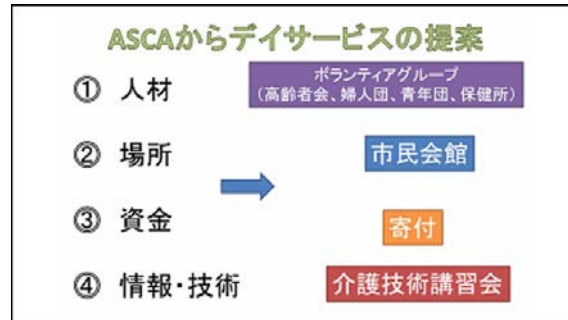 ASCAからデイサービスの提案
① 人材
ボランティアグループ
(高齢者会、婦人団、青年団、保健所)
② 場所
市民会館
③ 資金
寄付
④ 情報・技術
介護技術講習会